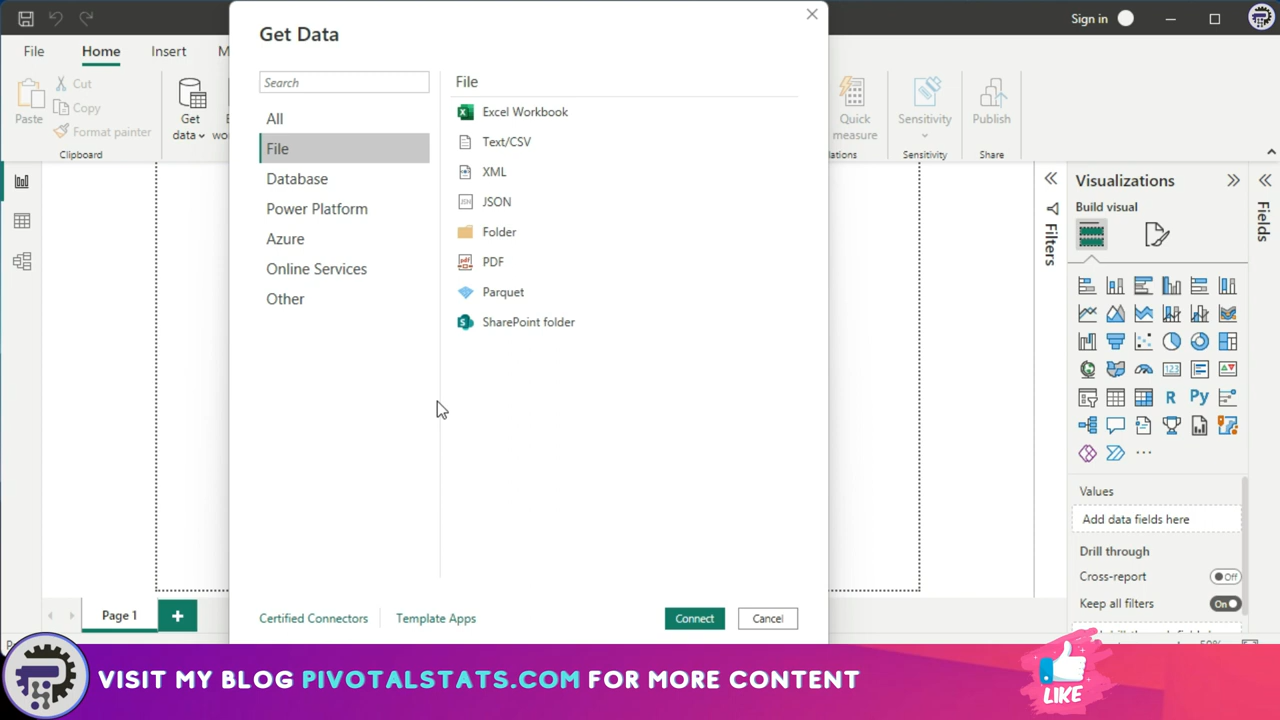 Sign in
File
Home
Insert
M
Paste
Cut
Copy
Format painter
Clipboard
Get
data
Get Data
Search
All
File
Database
Power Platform
Azure
Online Services
Other
File
Excel Workbook
Text/CSV
XML
JSON
Folder
PDF
Parquet
SharePoint folder
Certified Connectors
Template Apps
Connect
Cancel
Quick
measure
Sensitivity
Publish
Sensitivity
Share
Filters
Visualizations
Build visual
123
R
Py
Values
Add data fields here
Drill through
Cross-report
Off
Keep all filters
On
Fields
Page 1
VISIT MY BLOG PIVOTALSTATS.COM FOR MORE CONTENT
LIKE